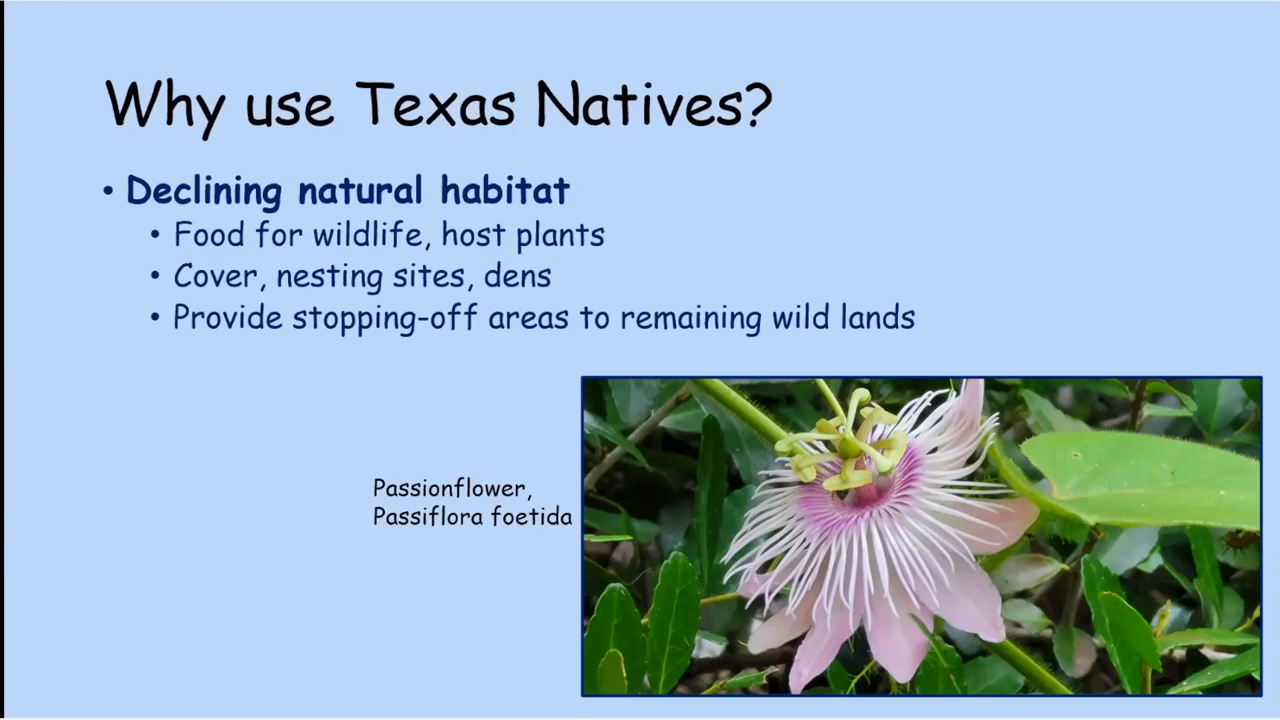 Why use Texas Natives?
• Declining natural habitat
• Food for wildlife, host plants
• Cover, nesting sites, dens
• Provide stopping-off areas to remaining wild lands
Passionflower,
Passiflora foetida